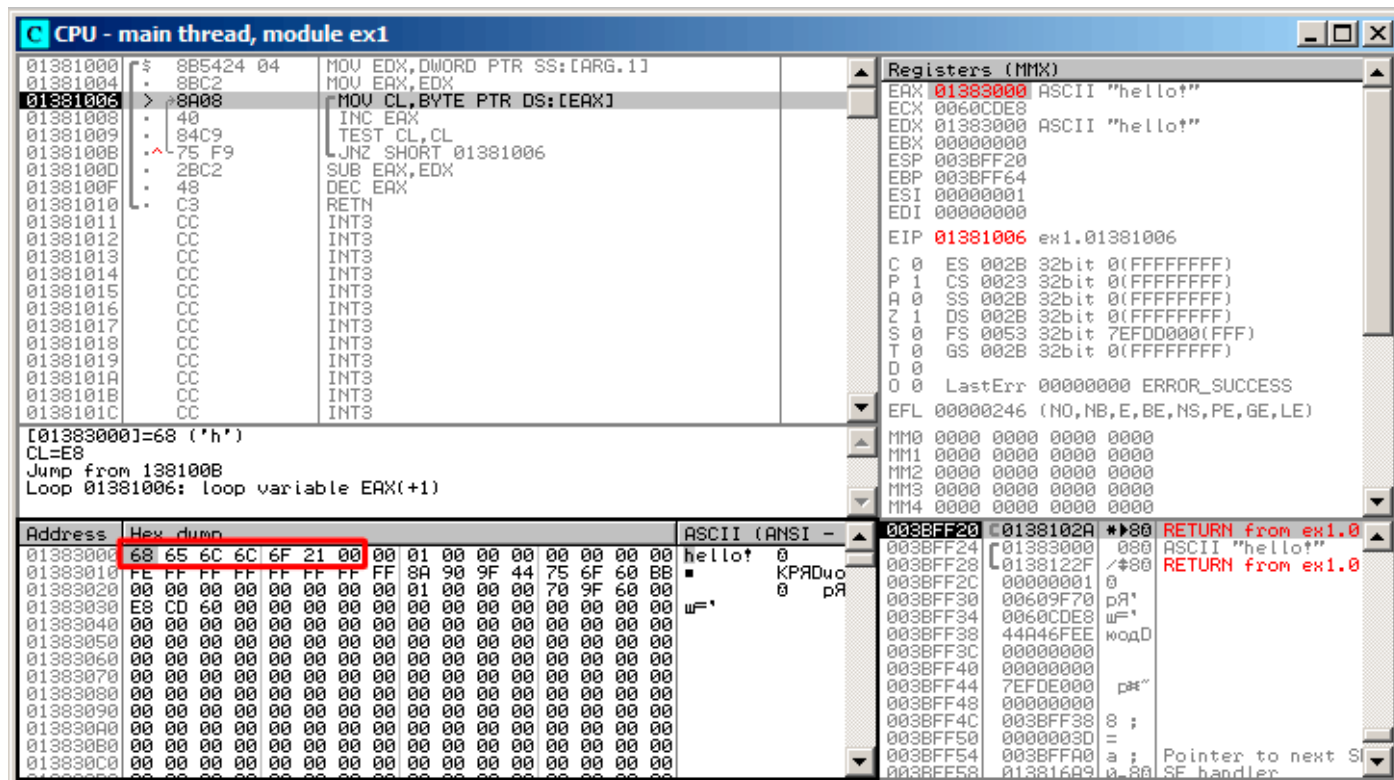 C CPU - main thread, module ex1
01381000 $ 8B5424 04 MOV EDX,DWORD PTR SS:[ARG.1]
01381004 . 8BC2 MOV EAX,EDX
01381006 > 8A08 MOV CL,BYTE PTR DS:[EAX]
01381008 . 40 INC EAX
01381009 . 84C9 TEST CL,CL
0138100B .^ 75 F9 JNZ SHORT 01381006
0138100D . 2BC2 SUB EAX,EDX
0138100F . 48 DEC EAX
01381010 . C3 RETN
01381011 CC INT3
01381012 CC INT3
01381013 CC INT3
01381014 CC INT3
01381015 CC INT3
01381016 CC INT3
01381017 CC INT3
01381018 CC INT3
01381019 CC INT3
0138101A CC INT3
0138101B CC INT3
0138101C CC INT3
Registers (MMX)
EAX 01383000 ASCII "hello!"
ECX 0060CDE8
EDX 01383000 ASCII "hello!"
EBX 00000000
ESP 003BFF20
EBP 003BFF64
ESI 00000001
EDI 00000000
EIP 01381006 ex1.01381006
C 0 ES 002B 32bit 0(FFFFFFFF)
P 1 CS 0023 32bit 0(FFFFFFFF)
A 0 SS 002B 32bit 0(FFFFFFFF)
Z 1 DS 002B 32bit 0(FFFFFFFF)
S 0 FS 0053 32bit 7EFDD000(FFF)
T 0 GS 002B 32bit 0(FFFFFFFF)
D 0
O 0 LastErr 00000000 ERROR_SUCCESS
EFL 00000246 (NO,NB,E,BE,NS,PE,GE,LE)
MM0 0000 0000 0000 0000
MM1 0000 0000 0000 0000
MM2 0000 0000 0000 0000
MM3 0000 0000 0000 0000
MM4 0000 0000 0000 0000
[01383000]=68 ('h')
CL=E8
Jump from 138100B
Loop 01381006: loop variable EAX(+1)
Address Hex dump ASCII (ANSI -
01383000 68 65 6C 6C 6F 21 00 00 01 00 00 00 00 00 00 00 hello! 0
01383010 FE FF FF FF FF FF FF FF 8A 90 9F 44 75 6F 60 BB ■ КРЯDuo
01383020 00 00 00 00 00 00 00 00 01 00 00 00 70 9F 60 00 0 pЯ
01383030 E8 CD 60 00 00 00 00 00 00 00 00 00 00 00 00 00 ш='
01383040 00 00 00 00 00 00 00 00 00 00 00 00 00 00 00 00
01383050 00 00 00 00 00 00 00 00 00 00 00 00 00 00 00 00
01383060 00 00 00 00 00 00 00 00 00 00 00 00 00 00 00 00
01383070 00 00 00 00 00 00 00 00 00 00 00 00 00 00 00 00
01383080 00 00 00 00 00 00 00 00 00 00 00 00 00 00 00 00
01383090 00 00 00 00 00 00 00 00 00 00 00 00 00 00 00 00
013830A0 00 00 00 00 00 00 00 00 00 00 00 00 00 00 00 00
013830B0 00 00 00 00 00 00 00 00 00 00 00 00 00 00 00 00
013830C0 00 00 00 00 00 00 00 00 00 00 00 00 00 00 00 00
003BFF20 0138102A *►80 RETURN from ex1.0
003BFF24 01383000 080 ASCII "hello!"
003BFF28 0138122F /‡80 RETURN from ex1.0
003BFF2C 00000001 0
003BFF30 00609F70 pЯ'
003BFF34 0060CDE8 ш='
003BFF38 44A46FEE юодD
003BFF3C 00000000
003BFF40 00000000
003BFF44 7EFDE000
003BFF48 00000000
003BFF4C 003BFF38 8 ;
003BFF50 0000003D =
003BFF54 003BFFA0 a ; Pointer to next S
003BFF58 013816A9 SE handler